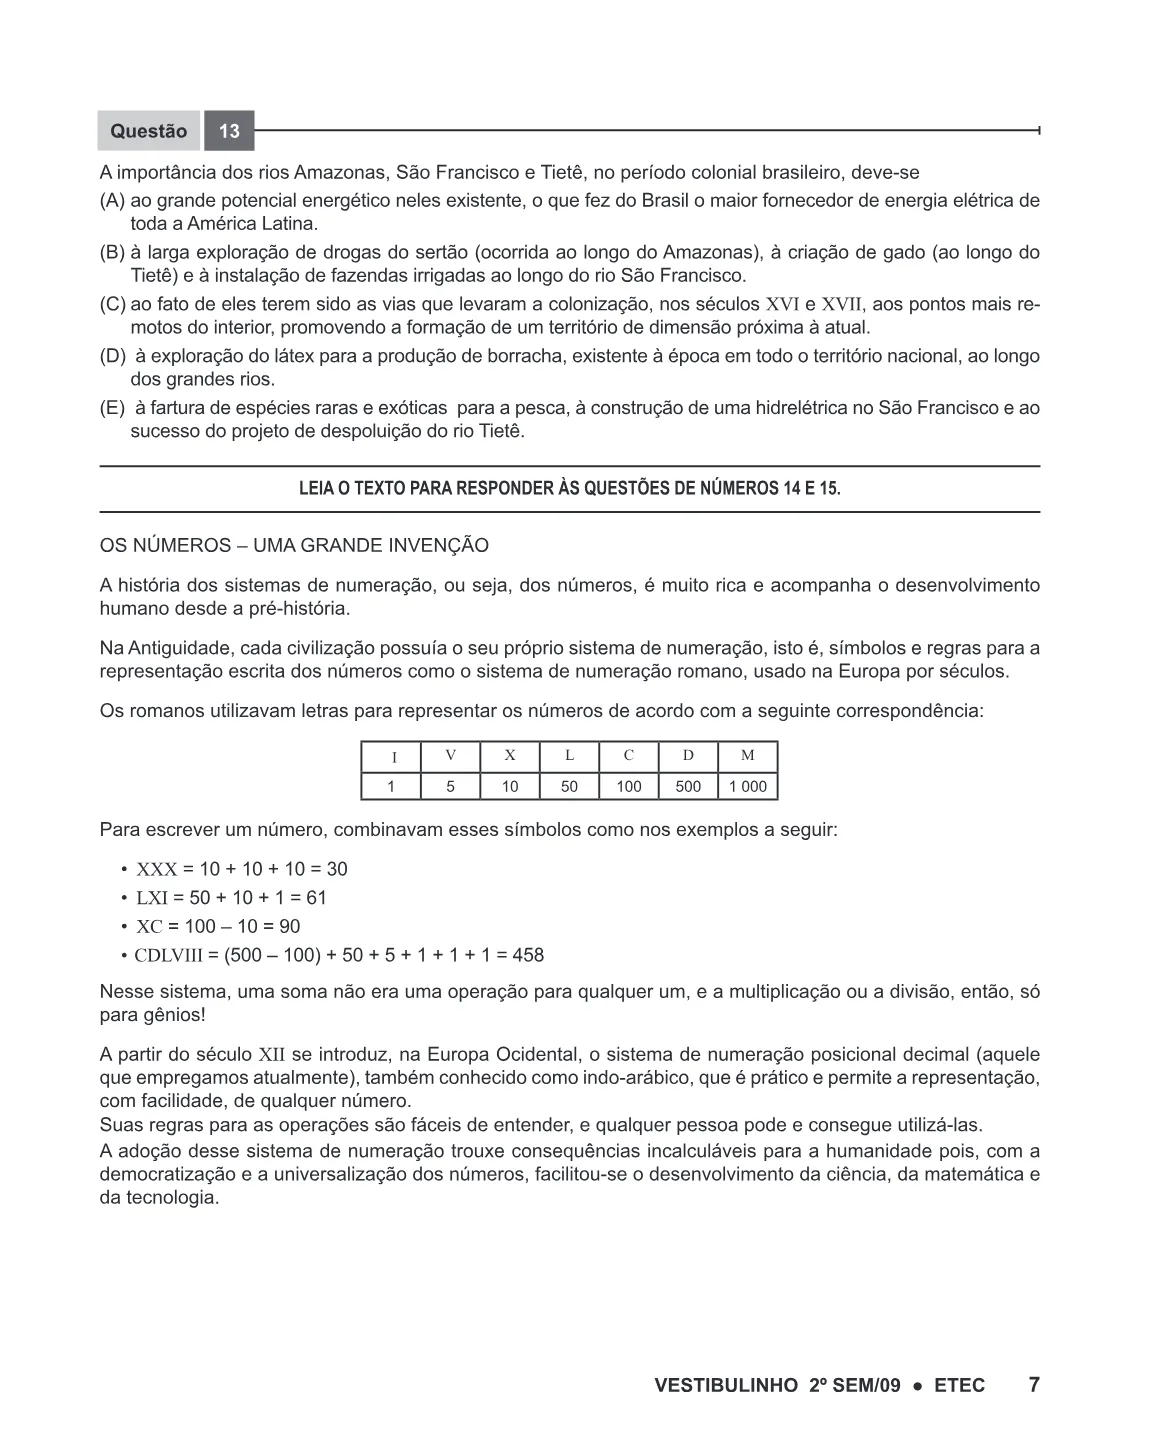 Questão 13
A importância dos rios Amazonas, São Francisco e Tietê, no período colonial brasileiro, deve-se
(A) ao grande potencial energético neles existente, o que fez do Brasil o maior fornecedor de energia elétrica de
toda a América Latina.
(B) à larga exploração de drogas do sertão (ocorrida ao longo do Amazonas), à criação de gado (ao longo do
Tietê) e à instalação de fazendas irrigadas ao longo do rio São Francisco.
(C) ao fato de eles terem sido as vias que levaram a colonização, nos séculos XVI e XVII, aos pontos mais re-
motos do interior, promovendo a formação de um território de dimensão próxima à atual.
(D) à exploração do látex para a produção de borracha, existente à época em todo o território nacional, ao longo
dos grandes rios.
(E) à fartura de espécies raras e exóticas para a pesca, à construção de uma hidrelétrica no São Francisco e ao
sucesso do projeto de despoluição do rio Tietê.
LEIA O TEXTO PARA RESPONDER ÀS QUESTÕES DE NÚMEROS 14 E 15.
OS NÚMEROS – UMA GRANDE INVENÇÃO
A história dos sistemas de numeração, ou seja, dos números, é muito rica e acompanha o desenvolvimento
humano desde a pré-história.
Na Antiguidade, cada civilização possuía o seu próprio sistema de numeração, isto é, símbolos e regras para a
representação escrita dos números como o sistema de numeração romano, usado na Europa por séculos.
Os romanos utilizavam letras para representar os números de acordo com a seguinte correspondência:
I V X L C D M
1 5 10 50 100 500 1 000
Para escrever um número, combinavam esses símbolos como nos exemplos a seguir:
• XXX = 10 + 10 + 10 = 30
• LXI = 50 + 10 + 1 = 61
• XC = 100 – 10 = 90
• CDLVIII = (500 – 100) + 50 + 5 + 1 + 1 + 1 = 458
Nesse sistema, uma soma não era uma operação para qualquer um, e a multiplicação ou a divisão, então, só
para gênios!
A partir do século XII se introduz, na Europa Ocidental, o sistema de numeração posicional decimal (aquele
que empregamos atualmente), também conhecido como indo-arábico, que é prático e permite a representação,
com facilidade, de qualquer número.
Suas regras para as operações são fáceis de entender, e qualquer pessoa pode e consegue utilizá-las.
A adoção desse sistema de numeração trouxe consequências incalculáveis para a humanidade pois, com a
democratização e a universalização dos números, facilitou-se o desenvolvimento da ciência, da matemática e
da tecnologia.
VESTIBULINHO 2º SEM/09 ● ETEC 7